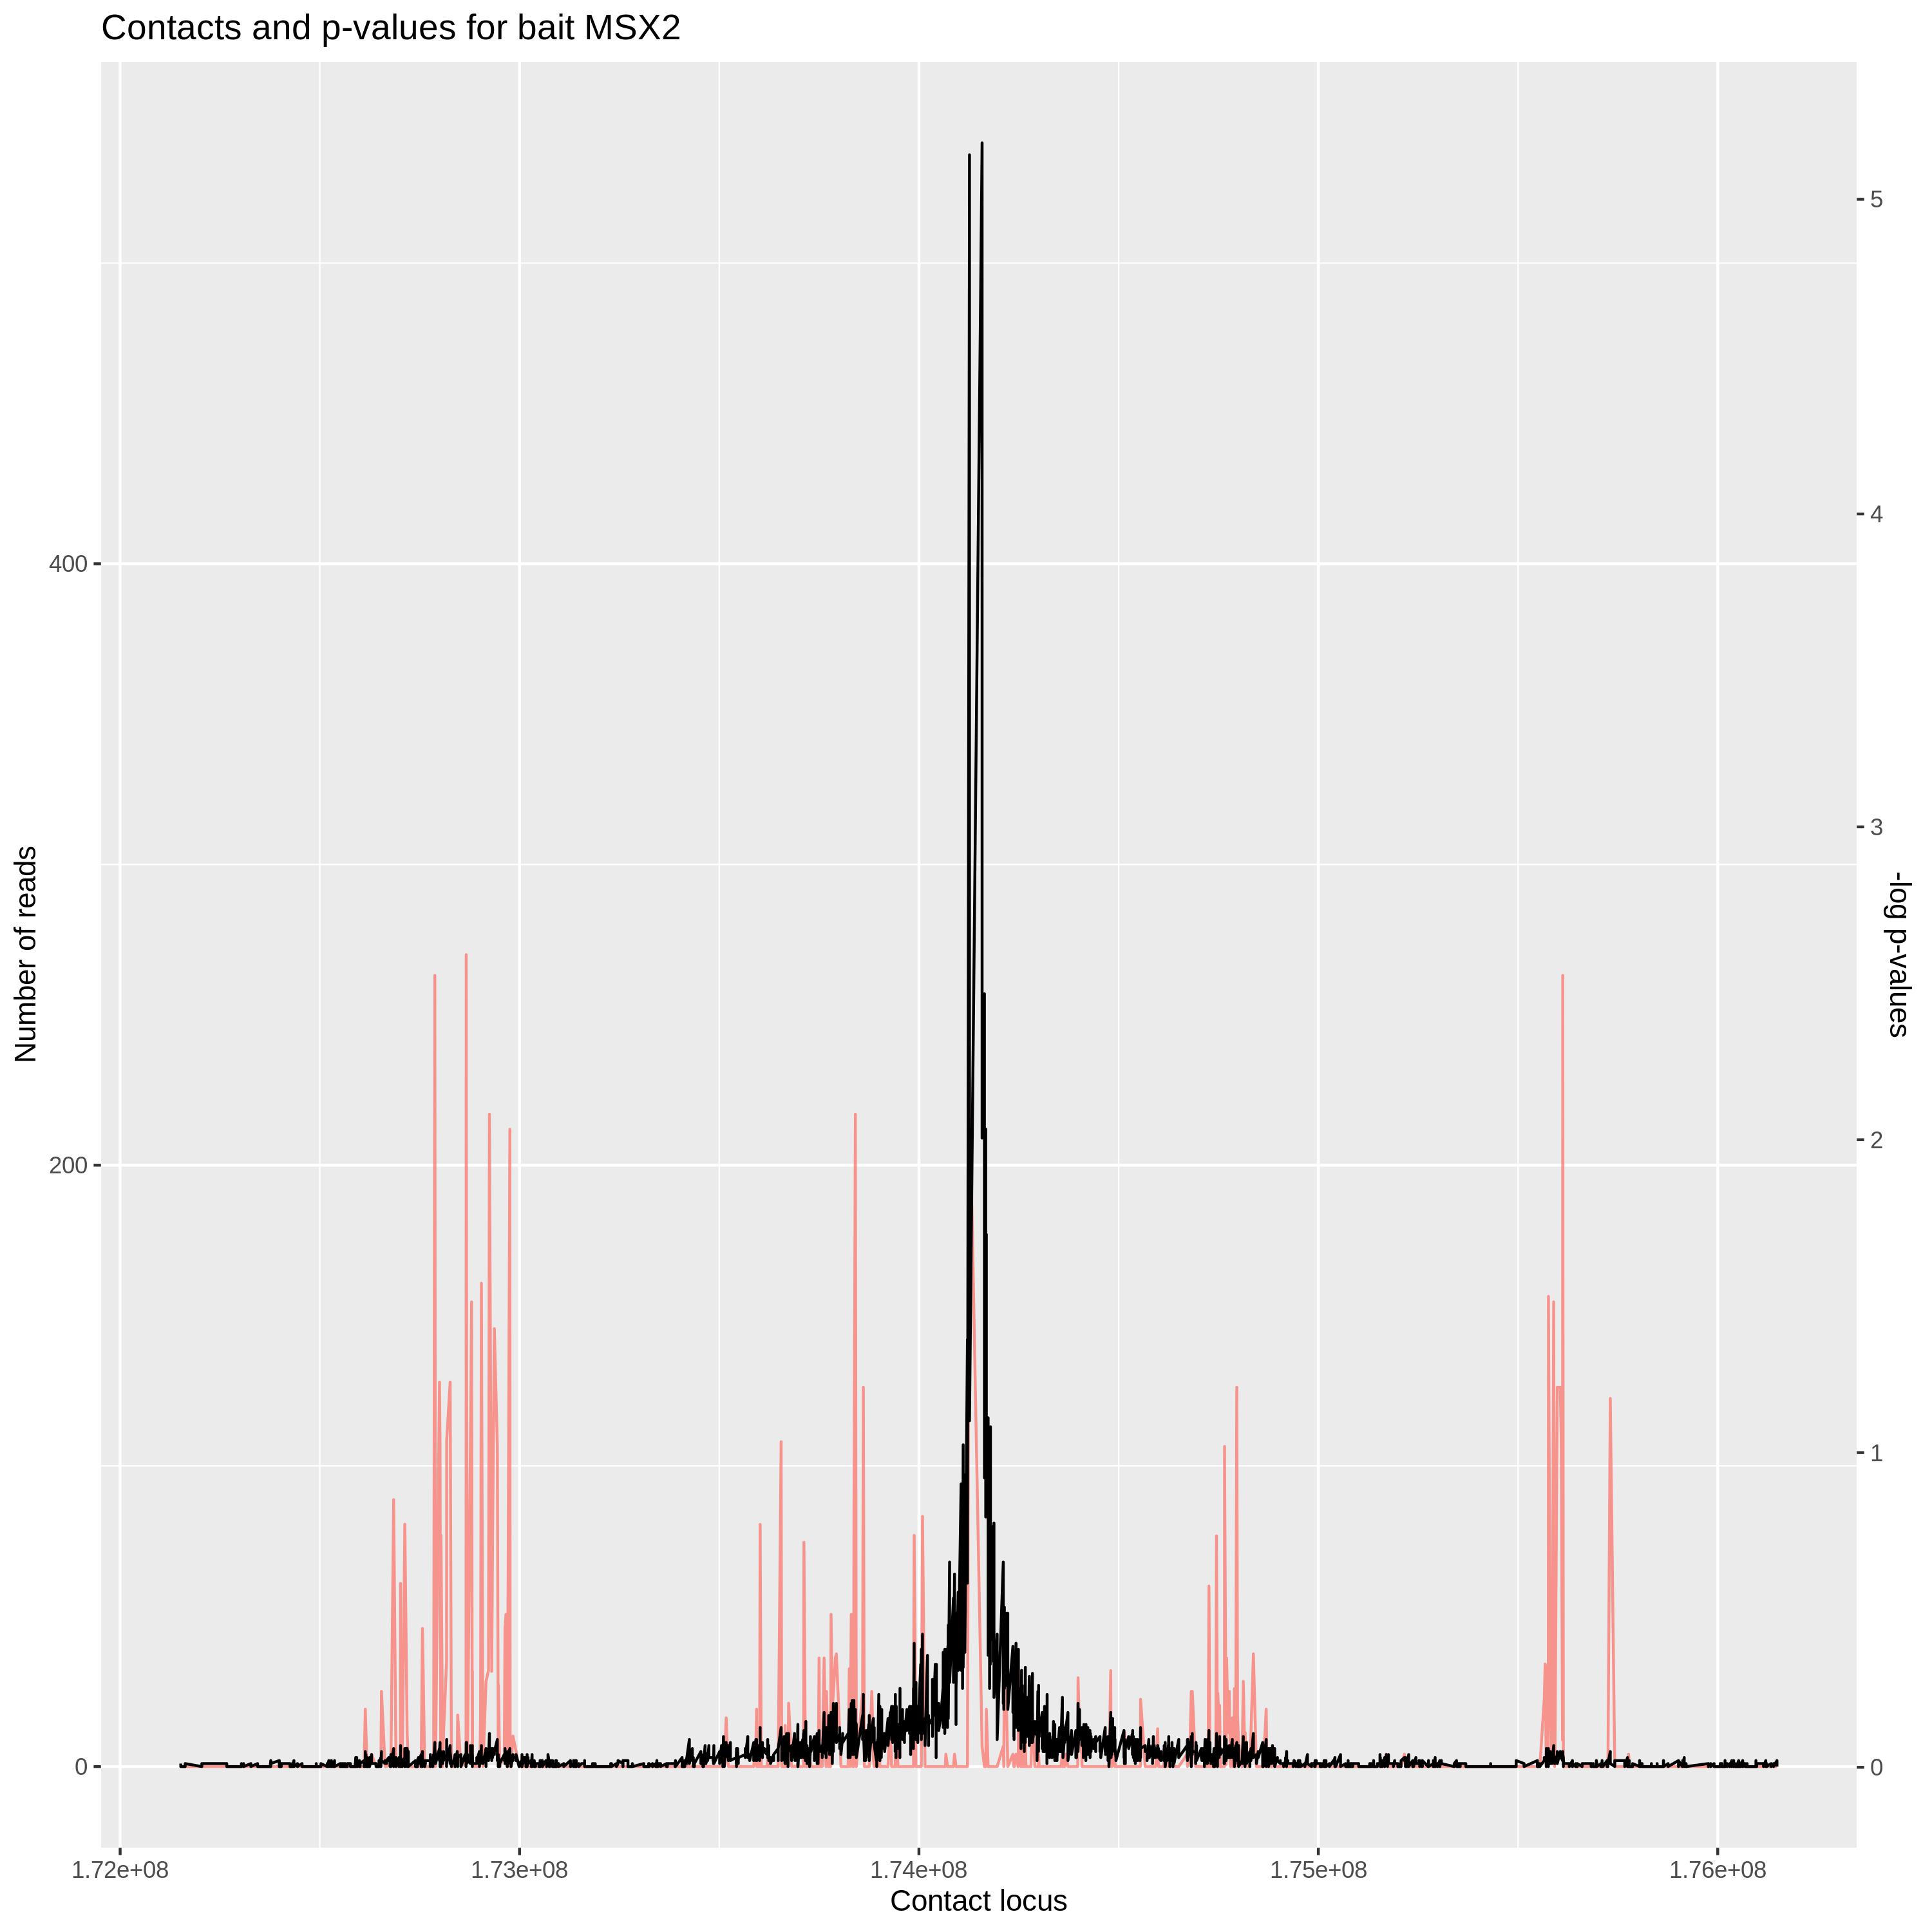 Contacts and p-values for bait MSX2
Number of reads
400
200
0
5
4
3
2
1
0
-log p-values
1.72e+08
1.73e+08
1.74e+08
1.75e+08
1.76e+08
Contact locus